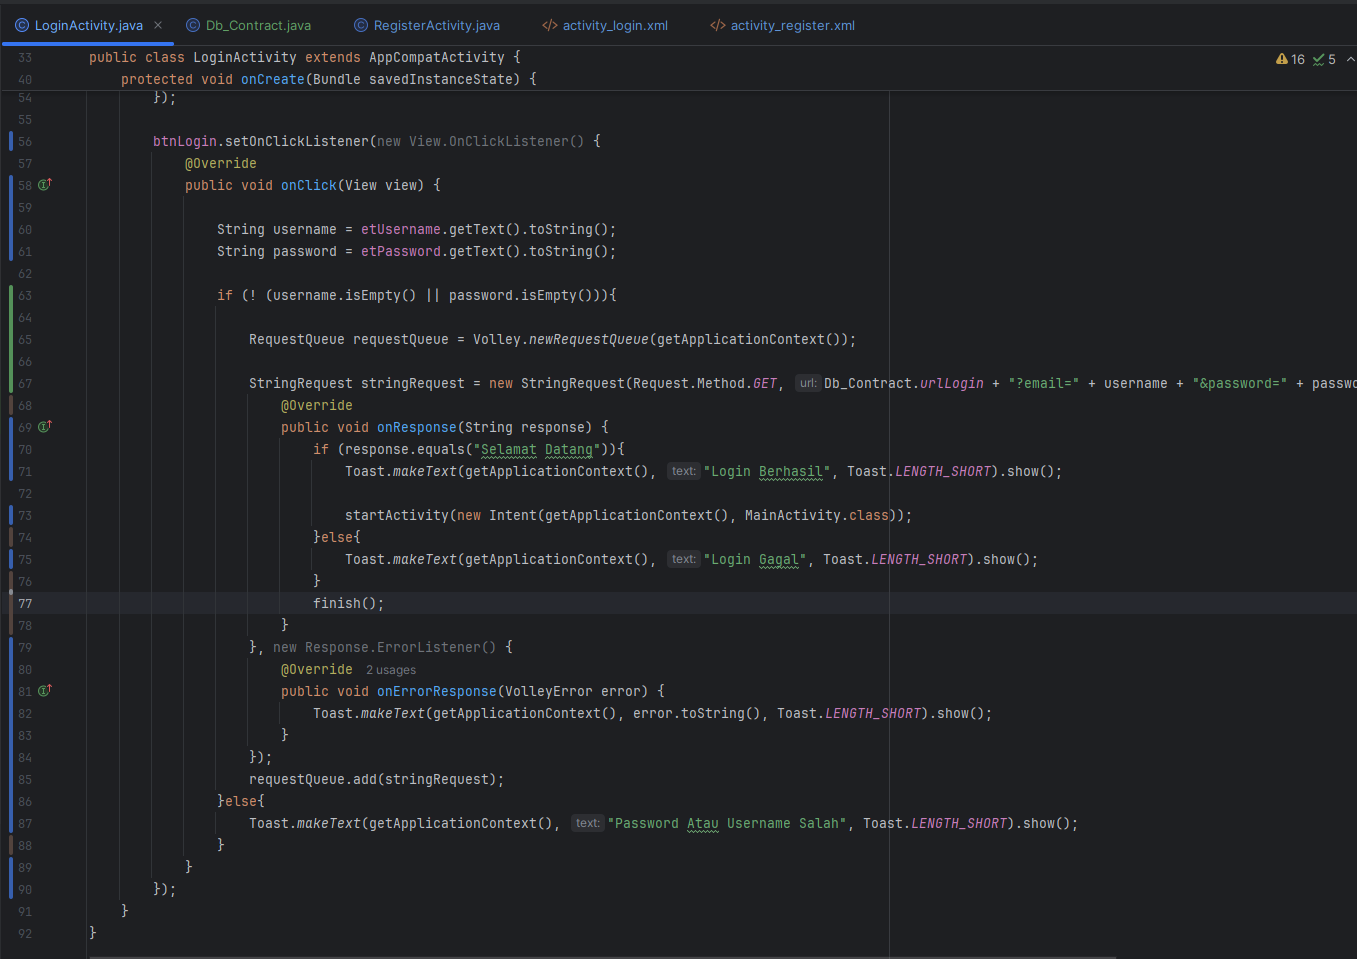 LoginActivity.java
Db_Contract.java
RegisterActivity.java
activity_login.xml
activity_register.xml
16 5
33 public class LoginActivity extends AppCompatActivity {
40 protected void onCreate(Bundle savedInstanceState) {
54 });
55
56 btnLogin.setOnClickListener(new View.OnClickListener() {
57 @Override
58 public void onClick(View view) {
59
60 String username = etUsername.getText().toString();
61 String password = etPassword.getText().toString();
62
63 if (! (username.isEmpty() || password.isEmpty())){
64
65 RequestQueue requestQueue = Volley.newRequestQueue(getApplicationContext());
66
67 StringRequest stringRequest = new StringRequest(Request.Method.GET, url: Db_Contract.urlLogin + "?email=" + username + "&password=" + passwo
68 @Override
69 public void onResponse(String response) {
70 if (response.equals("Selamat Datang")){
71 Toast.makeText(getApplicationContext(), text: "Login Berhasil", Toast.LENGTH_SHORT).show();
72
73 startActivity(new Intent(getApplicationContext(), MainActivity.class));
74 }else{
75 Toast.makeText(getApplicationContext(), text: "Login Gagal", Toast.LENGTH_SHORT).show();
76 }
77 finish();
78 }
79 }, new Response.ErrorListener() {
80 @Override 2 usages
81 public void onErrorResponse(VolleyError error) {
82 Toast.makeText(getApplicationContext(), error.toString(), Toast.LENGTH_SHORT).show();
83 }
84 });
85 requestQueue.add(stringRequest);
86 }else{
87 Toast.makeText(getApplicationContext(), text: "Password Atau Username Salah", Toast.LENGTH_SHORT).show();
88 }
89 }
90 });
91 }
92 }